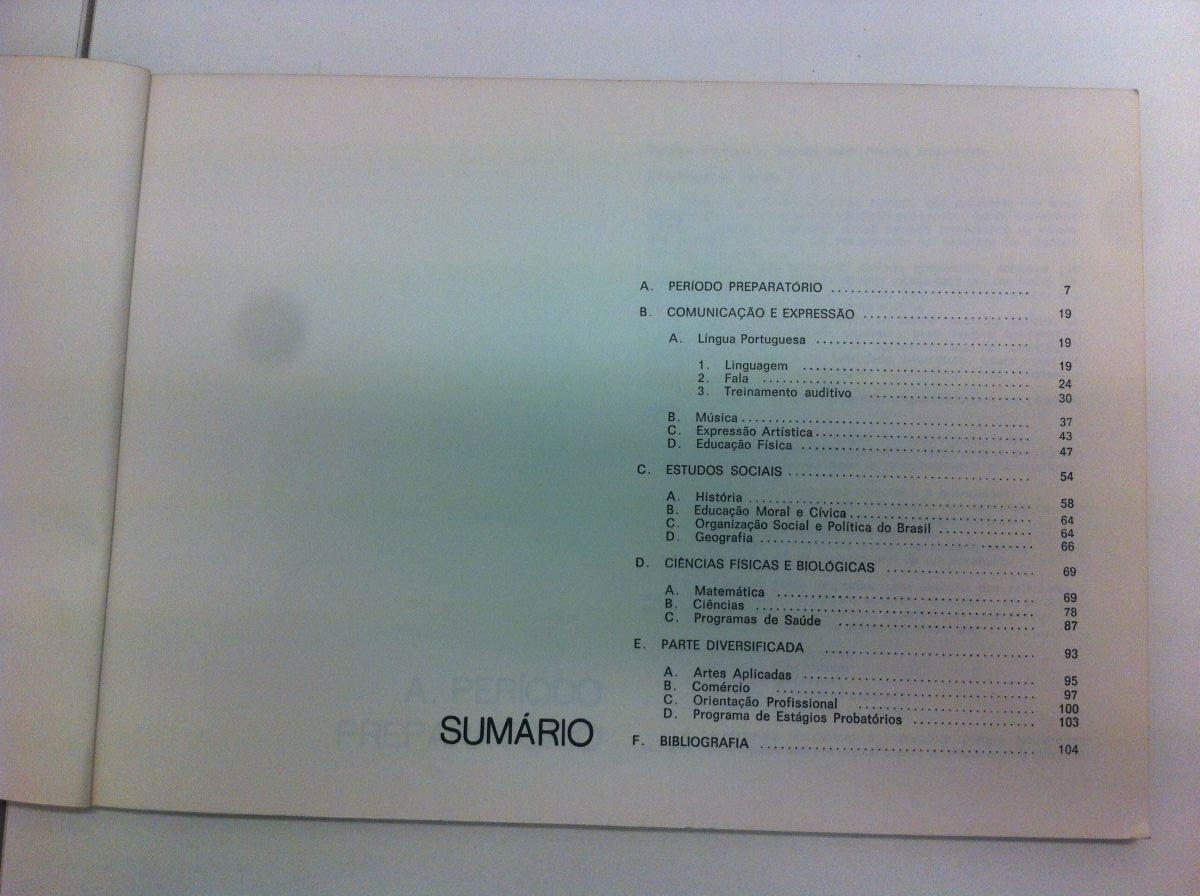 A. PERÍODO PREPARATÓRIO .............................. 7
B. COMUNICAÇÃO E EXPRESSÃO ......................... 19
A. Língua Portuguesa ................................ 19
1. Linguagem .................................. 19
2. Fala ........................................ 24
3. Treinamento auditivo ........................ 30
B. Música ........................................... 37
C. Expressão Artística ................................ 43
D. Educação Física ................................... 47
C. ESTUDOS SOCIAIS .................................... 54
A. História .......................................... 58
B. Educação Moral e Cívica ........................... 64
C. Organização Social e Política do Brasil .............. 64
D. Geografia ......................................... 66
D. CIÊNCIAS FÍSICAS E BIOLÓGICAS ...................... 69
A. Matemática ....................................... 69
B. Ciências .......................................... 78
C. Programas de Saúde .............................. 87
E. PARTE DIVERSIFICADA ................................ 93
A. Artes Aplicadas ................................... 95
B. Comércio ........................................ 97
C. Orientação Profissional ........................... 100
D. Programa de Estágios Probatórios .................. 103
F. BIBLIOGRAFIA ........................................ 104
A. PERÍODO
SUMÁRIO